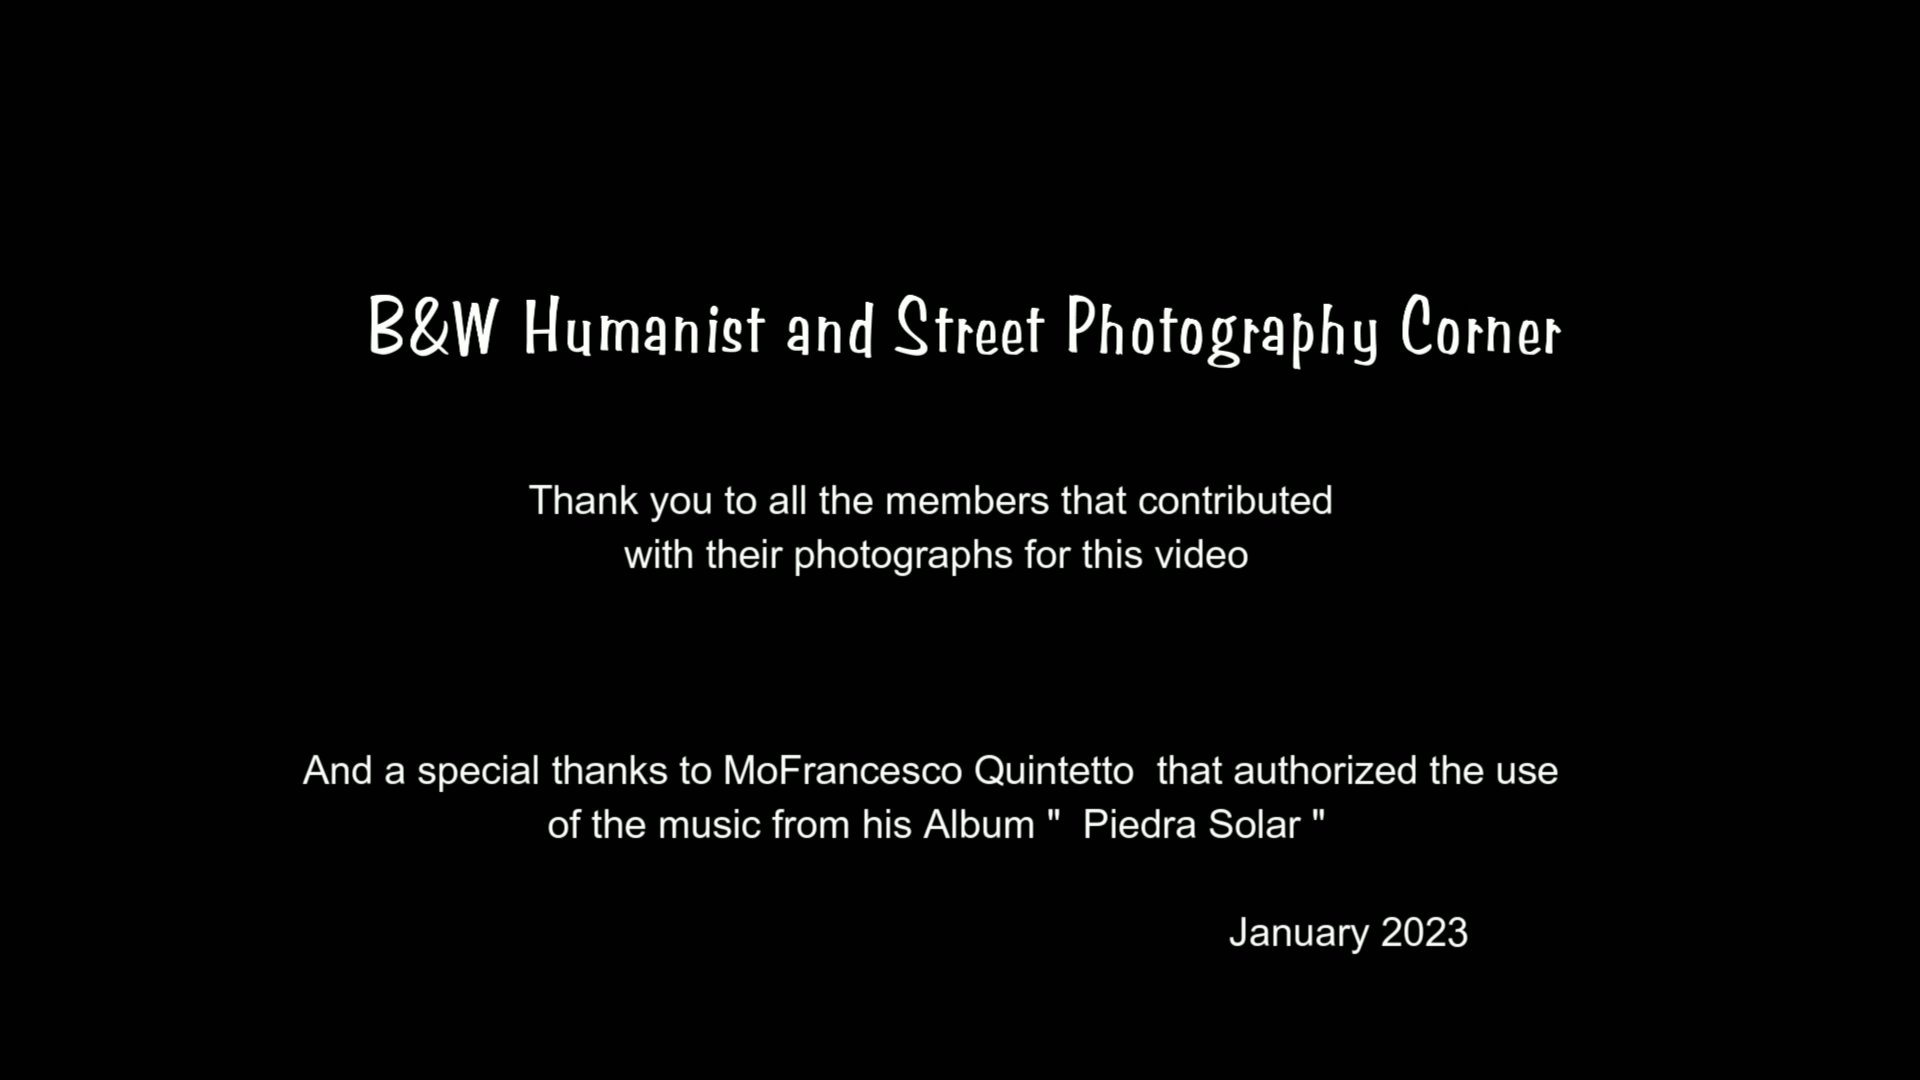 B&W Humanist and Street Photography Corner
Thank you to all the members that contributed
with their photographs for this video
And a special thanks to MoFrancesco Quintetto  that authorized the use
of the music from his Album "  Piedra Solar "
January 2023